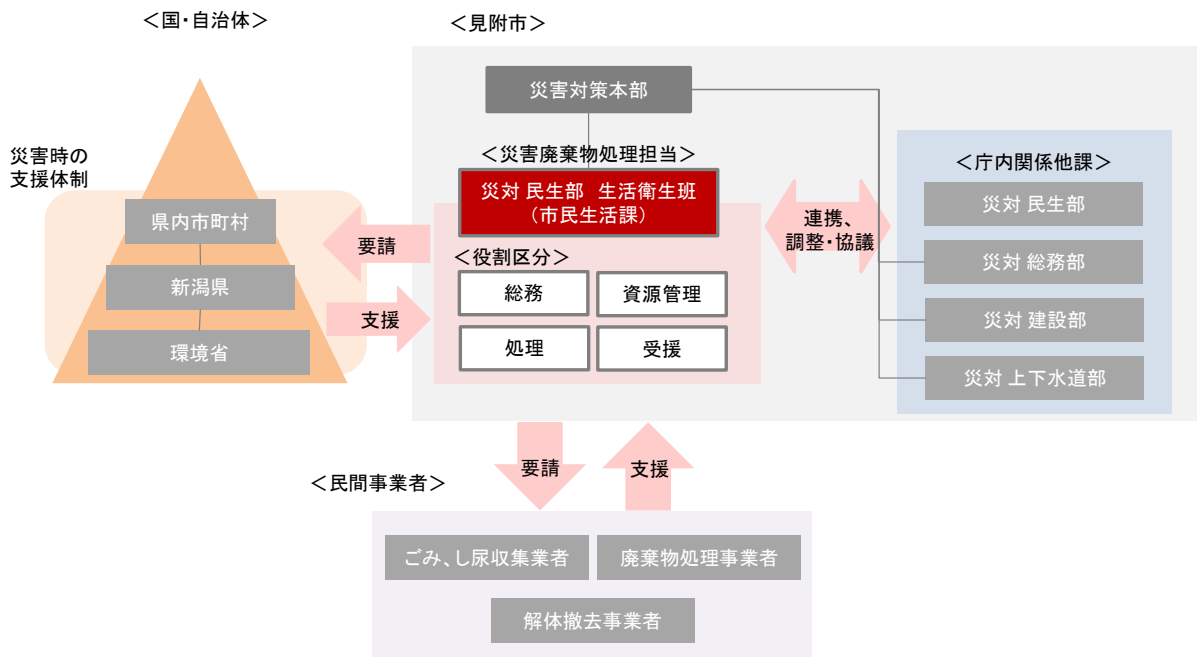 ＜国・自治体＞
災害時の
支援体制
県内市町村
新潟県
環境省
要請
支援
＜見附市＞
災害対策本部
＜災害廃棄物処理担当＞
災対 民生部　生活衛生班
（市民生活課）
＜役割区分＞
総務
資源管理
処理
受援
連携、
調整・協議
＜庁内関係他課＞
災対 民生部
災対 総務部
災対 建設部
災対 上下水道部
要請
支援
＜民間事業者＞
ごみ、し尿収集業者
廃棄物処理事業者
解体撤去事業者